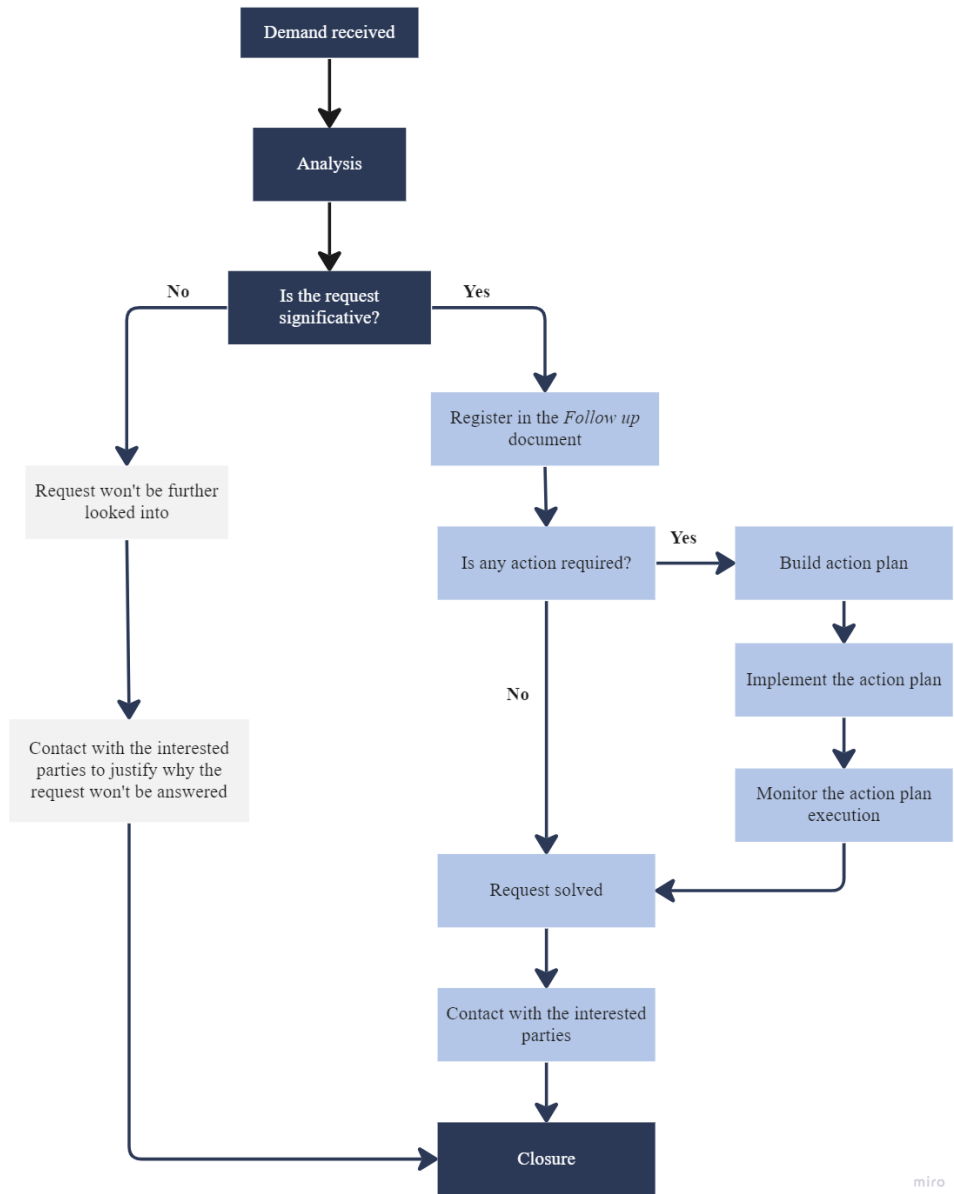 Demand received
Analysis
Is the request
significative?
No
Yes
Register in the Follow up
document
Request won't be further
looked into
Is any action required?
Yes
Build action plan
Implement the action plan
No
Contact with the interested
parties to justify why the
request won't be answered
Monitor the action plan
execution
Request solved
Contact with the interested
parties
Closure
miro